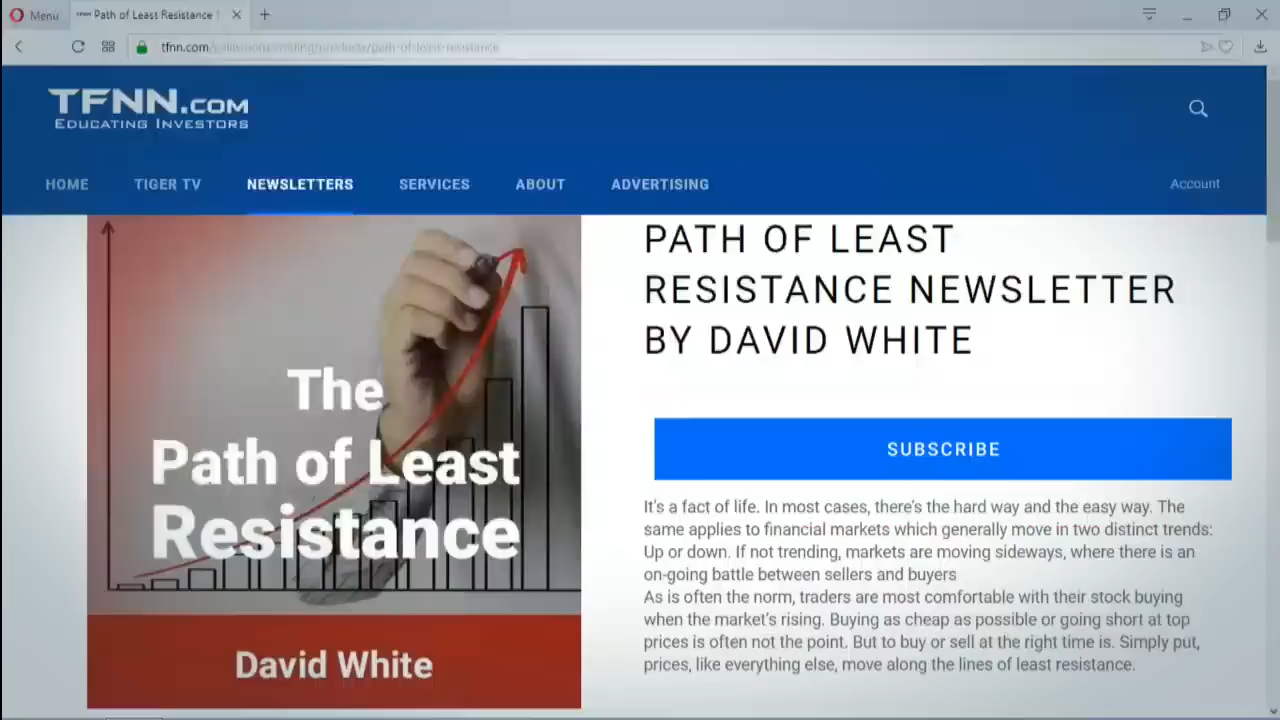 Menu
Path of Least Resistance
tfnn.com/
TFNN.COM
EDUCATING INVESTORS
HOME TIGER TV NEWSLETTERS SERVICES ABOUT ADVERTISING Account
The
Path of Least
Resistance
David White
PATH OF LEAST
RESISTANCE NEWSLETTER
BY DAVID WHITE
SUBSCRIBE
It's a fact of life. In most cases, there's the hard way and the easy way. The
same applies to financial markets which generally move in two distinct trends:
Up or down. If not trending, markets are moving sideways, where there is an
on-going battle between sellers and buyers
As is often the norm, traders are most comfortable with their stock buying
when the market's rising. Buying as cheap as possible or going short at top
prices is often not the point. But to buy or sell at the right time is. Simply put,
prices, like everything else, move along the lines of least resistance.